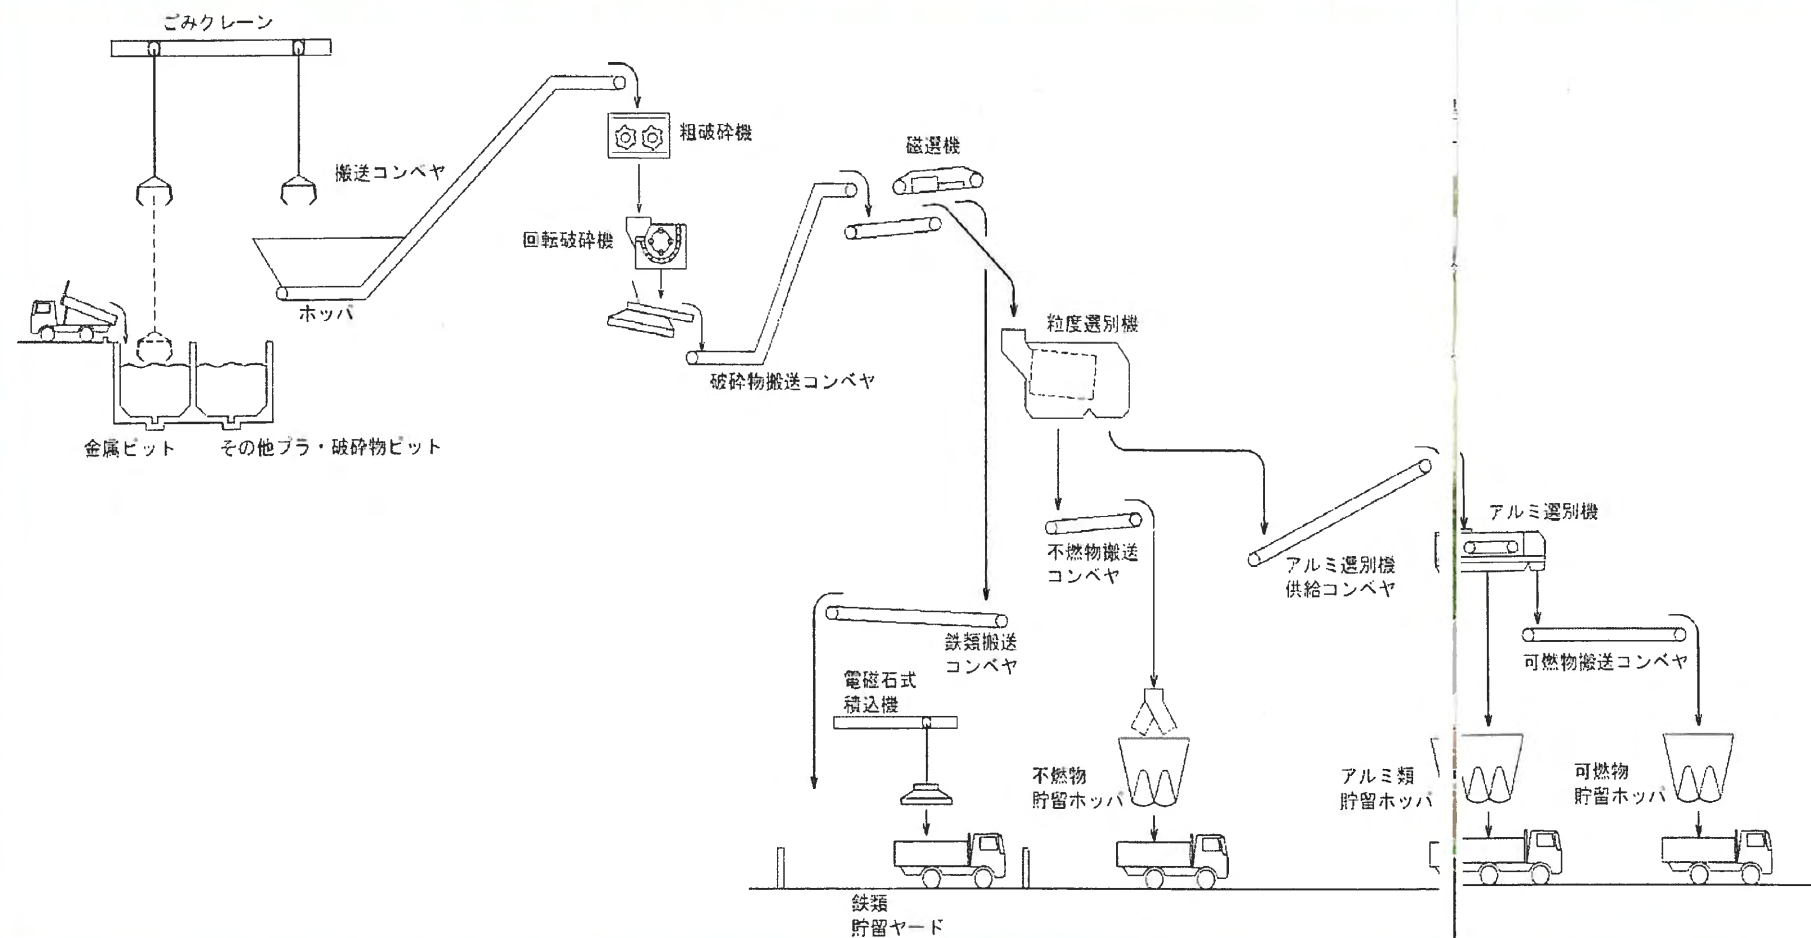 ごみクレーン
搬送コンベヤ
ホッパ
金属ピット
その他プラ・破砕物ピット
粗破砕機
回転破砕機
破砕物搬送コンベヤ
磁選機
粒度選別機
不燃物搬送
コンベヤ
アルミ選別機
供給コンベヤ
アルミ選別機
可燃物搬送コンベヤ
鉄類搬送
コンベヤ
電磁石式
積込機
不燃物
貯留ホッパ
アルミ類
貯留ホッパ
可燃物
貯留ホッパ
鉄類
貯留ヤード